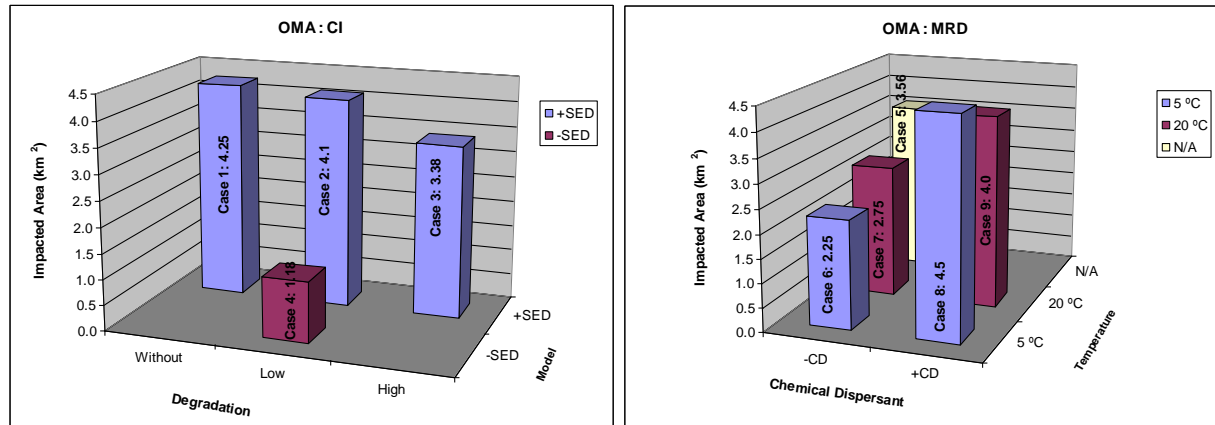 OMA: CI
Impacted Area (km²)
4.5
4.0
3.5
3.0
2.5
2.0
1.5
1.0
0.5
0.0
Case 1: 4.25
Case 2: 4.1
Case 3: 3.38
Case 4: 1.18
Without
Low
High
Degradation
-SED
+SED
Model
+SED
-SED
OMA: MRD
Impacted Area (km²)
4.5
4.0
3.5
3.0
2.5
2.0
1.5
1.0
0.5
0.0
Case 5: 3.56
Case 6: 2.25
Case 7: 2.75
Case 8: 4.5
Case 9: 4.0
-CD
+CD
Chemical Dispersant
5 ºC
20 ºC
N/A
Temperature
5 ºC
20 ºC
N/A